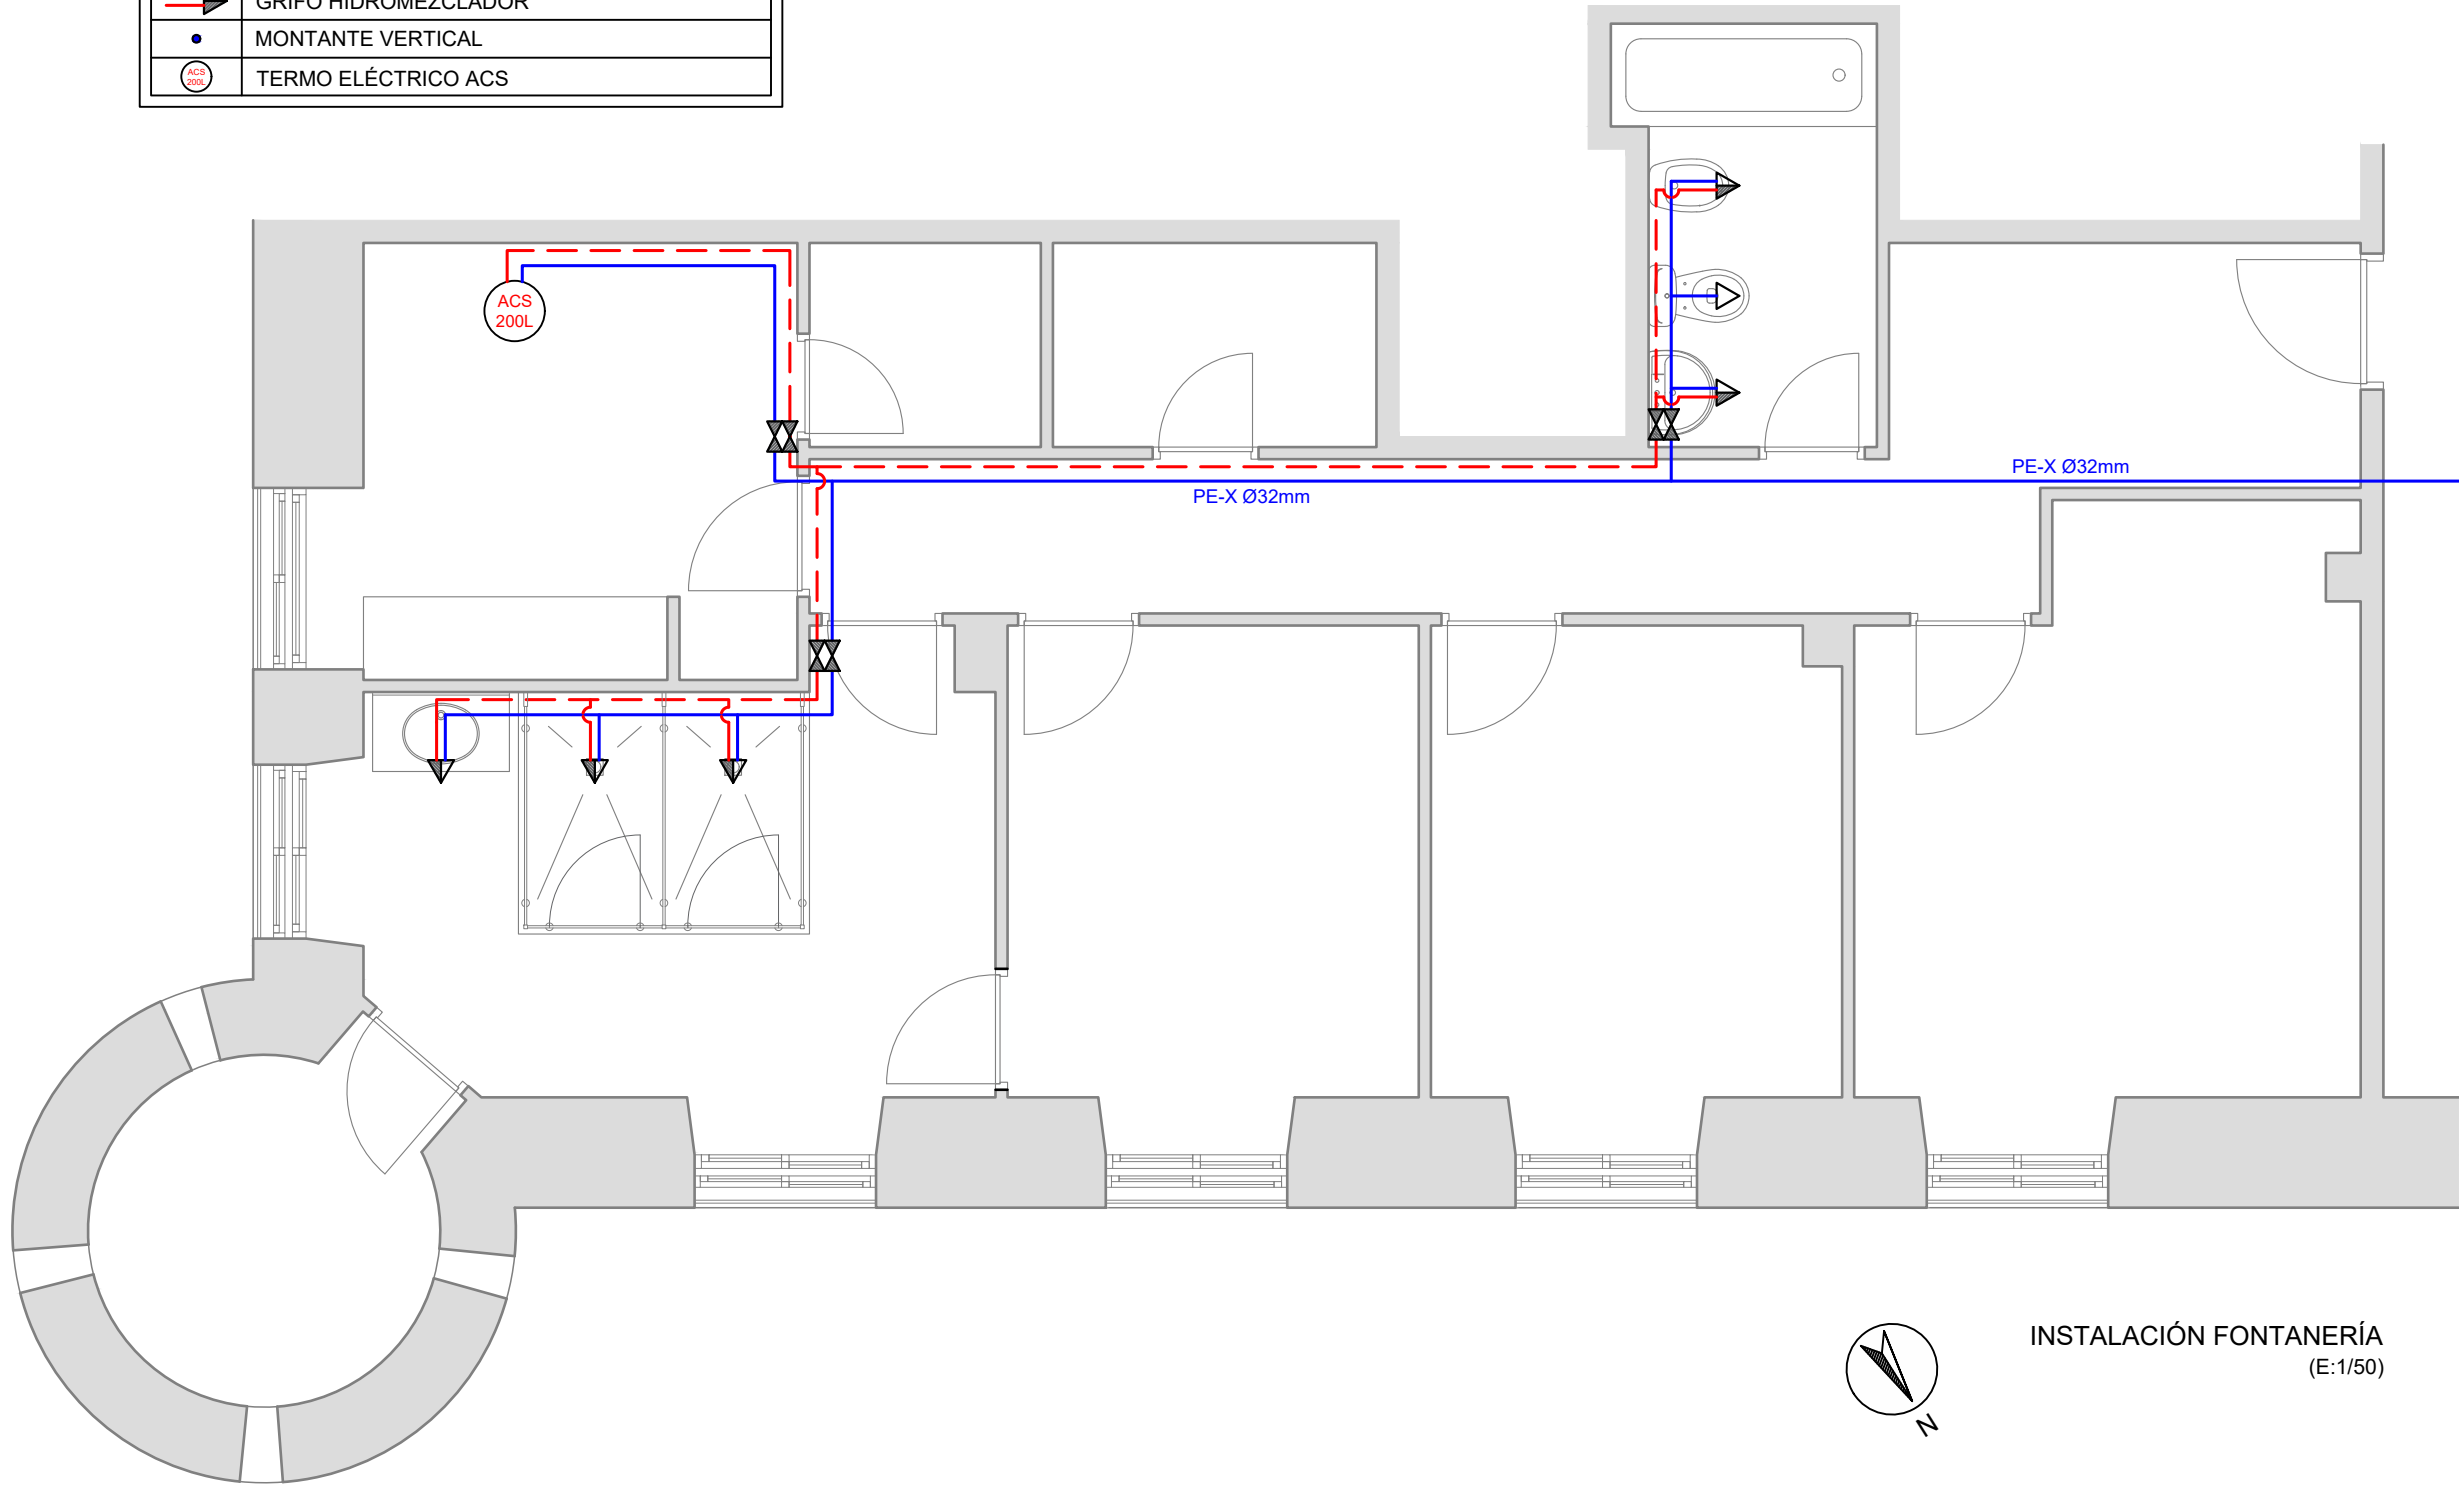 GRIFO HIDROMEZCLADOR
MONTANTE VERTICAL
ACS
200L
TERMO ELÉCTRICO ACS
ACS
200L
PE-X Ø32mm
PE-X Ø32mm
INSTALACIÓN FONTANERÍA
(E:1/50)
N